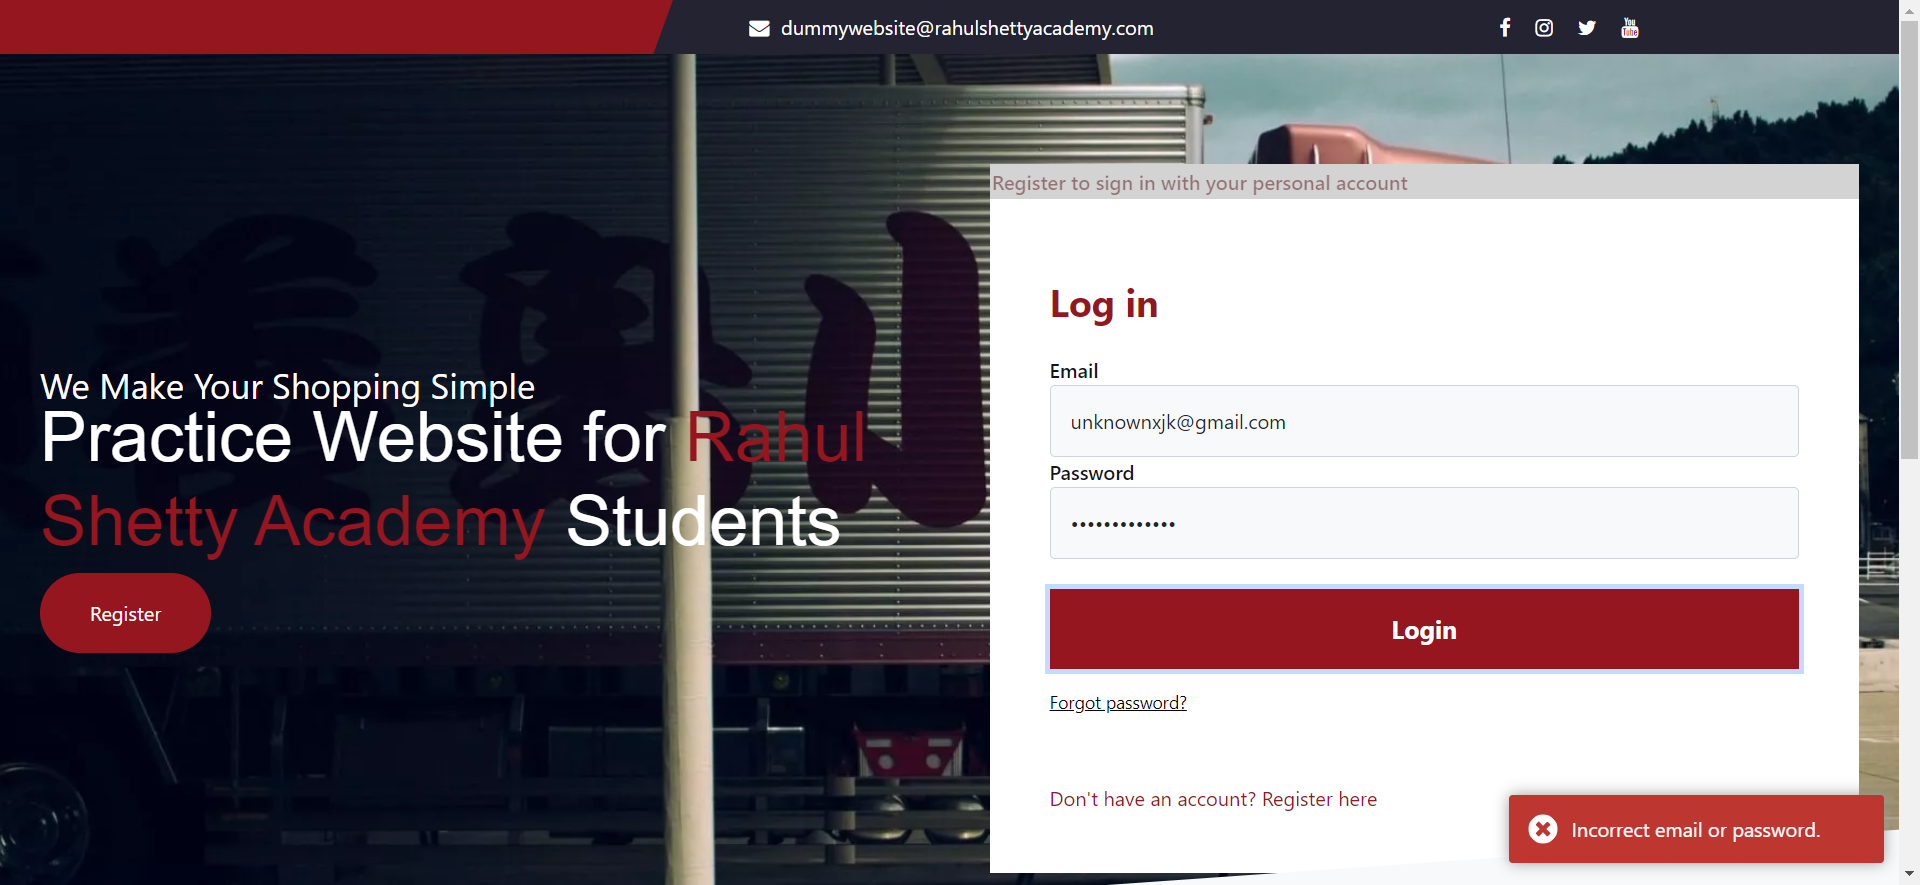 dummywebsite@rahulshettyacademy.com
We Make Your Shopping Simple
Practice Website for Rahul
Shetty Academy Students
Register
Register to sign in with your personal account
Log in
Email
unknownxjk@gmail.com
Password
•••••••••••••
Login
Forgot password?
Don't have an account? Register here
Incorrect email or password.